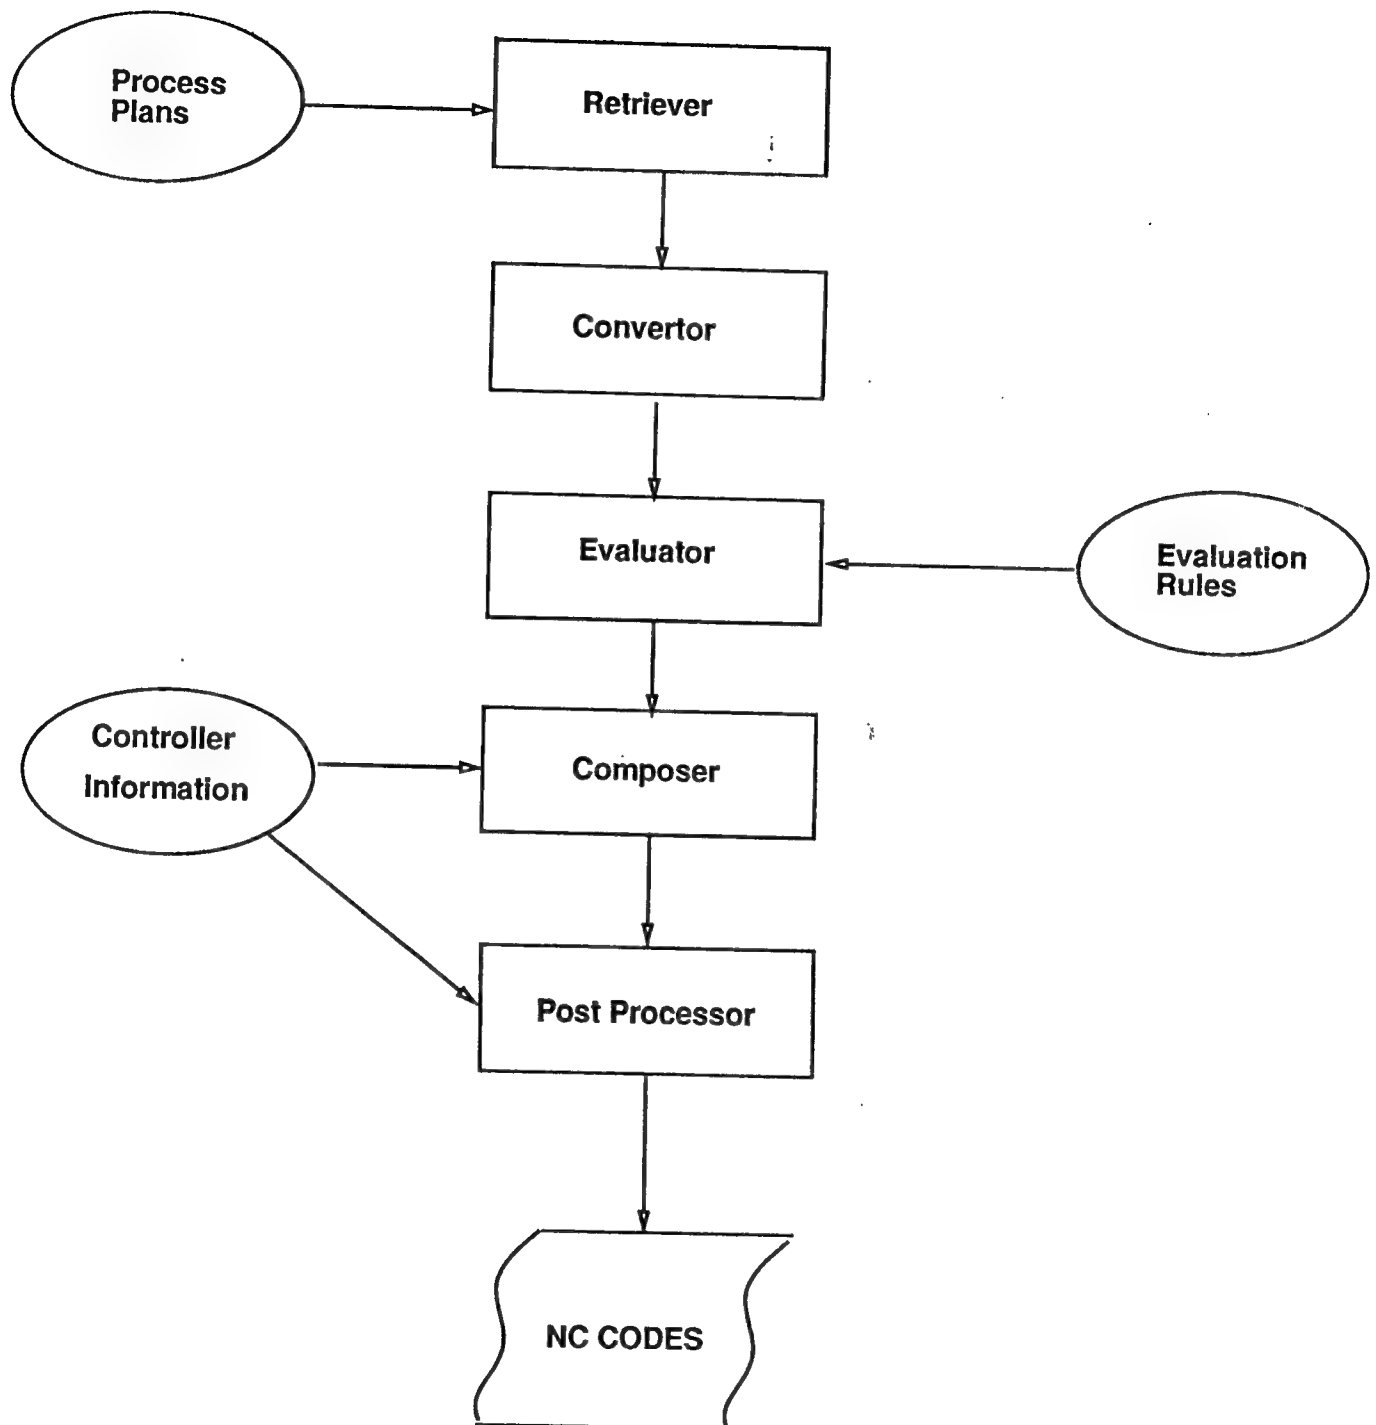 Process
Plans
Retriever
Convertor
Evaluator
Evaluation
Rules
Controller
Information
Composer
Post Processor
NC CODES